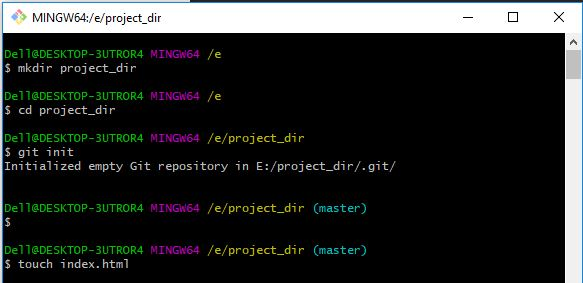 MINGW64:/e/project_dir
Dell@DESKTOP-3UTROR4 MINGW64 /e
$ mkdir project_dir
Dell@DESKTOP-3UTROR4 MINGW64 /e
$ cd project_dir
Dell@DESKTOP-3UTROR4 MINGW64 /e/project_dir
$ git init
Initialized empty Git repository in E:/project_dir/.git/
Dell@DESKTOP-3UTROR4 MINGW64 /e/project_dir (master)
$
Dell@DESKTOP-3UTROR4 MINGW64 /e/project_dir (master)
$ touch index.html